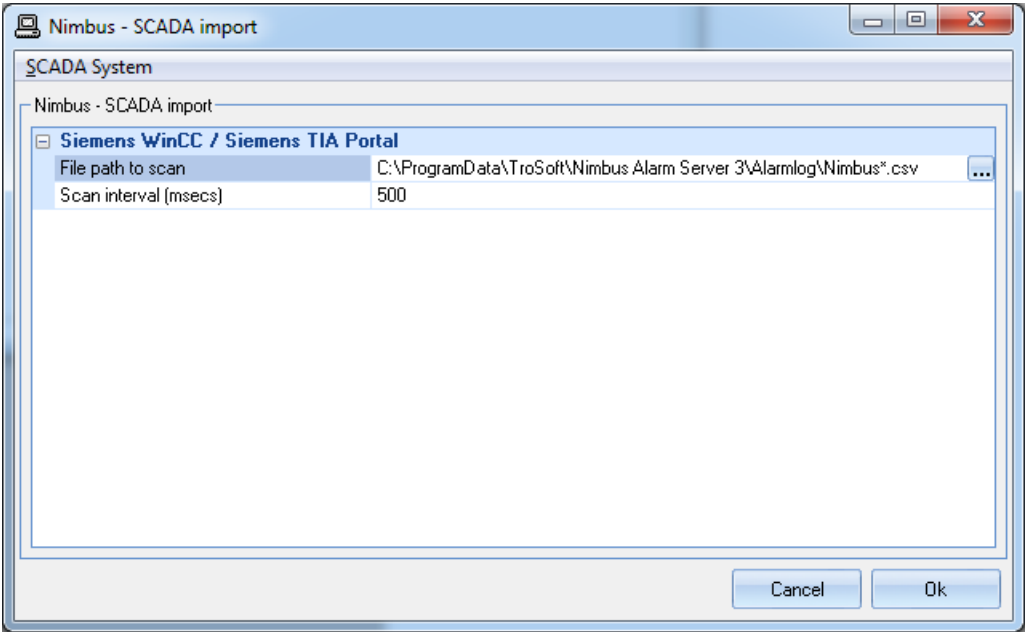 Nimbus - SCADA import
SCADA System
Nimbus - SCADA import
Siemens WinCC / Siemens TIA Portal
File path to scan C:\ProgramData\TroSoft\Nimbus Alarm Server 3\Alarmlog\Nimbus*.csv ...
Scan interval (msecs) 500
Cancel Ok